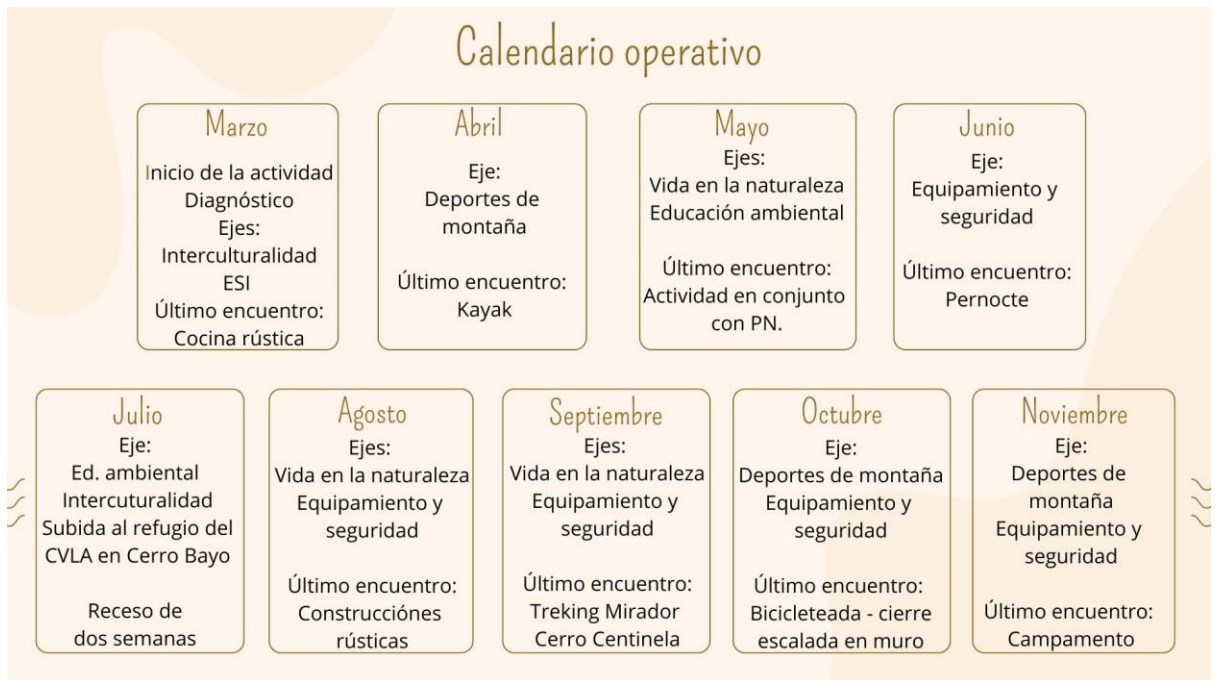 Calendario operativo
Marzo
Inicio de la actividad
Diagnóstico
Ejes:
Interculturalidad
ESI
Último encuentro:
Cocina rústica
Abril
Eje:
Deportes de
montaña
Último encuentro:
Kayak
Mayo
Ejes:
Vida en la naturaleza
Educación ambiental
Último encuentro:
Actividad en conjunto
con PN.
Junio
Eje:
Equipamiento y
seguridad
Último encuentro:
Pernocte
Julio
Eje:
Ed. ambiental
Intercuturalidad
Subida al refugio del
CVLA en Cerro Bayo
Receso de
dos semanas
Agosto
Ejes:
Vida en la naturaleza
Equipamiento y
seguridad
Último encuentro:
Construcciónes
rústicas
Septiembre
Ejes:
Vida en la naturaleza
Equipamiento y
seguridad
Último encuentro:
Treking Mirador
Cerro Centinela
Octubre
Eje:
Deportes de montaña
Equipamiento y
seguridad
Último encuentro:
Bicicleteada - cierre
escalada en muro
Noviembre
Eje:
Deportes de
montaña
Equipamiento y
seguridad
Último encuentro:
Campamento